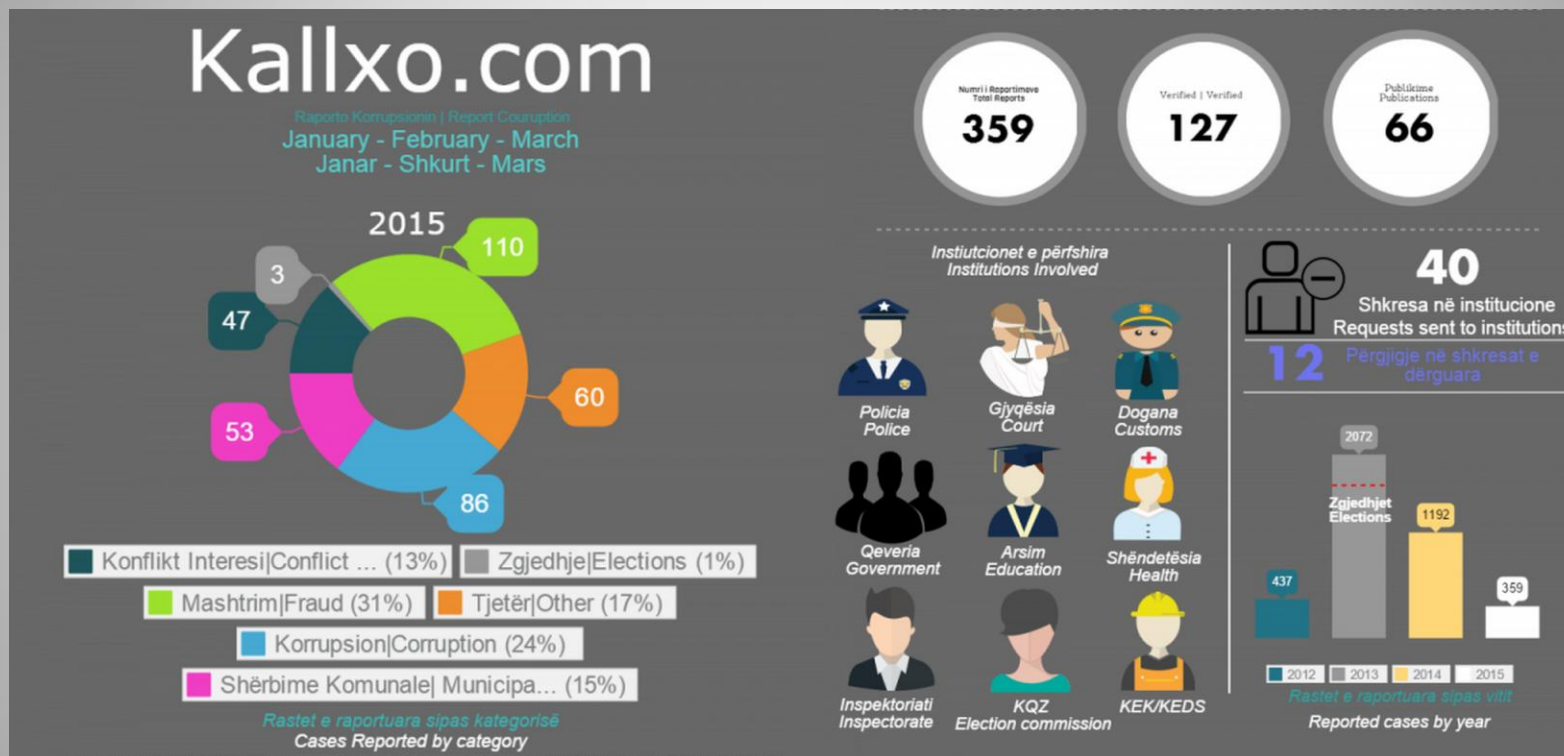 Kallxo.com
Raporto Korrupsionin | Report Couruption
January - February - March
Janar - Shkurt - Mars
2015
110
3
47
60
53
86
Konflikt Interesi|Conflict ... (13%)
Zgjedhje|Elections (1%)
Mashtrim|Fraud (31%)
Tjetër|Other (17%)
Korrupsion|Corruption (24%)
Shërbime Komunale| Municipa... (15%)
Rastet e raportuara sipas kategorisë
Cases Reported by category
Numri i Raportimeve
Total Reports
359
Verified | Verified
127
Publikime
Publications
66
Instiutcionet e përfshira
Institutions Involved
Policia
Police
Gjyqësia
Court
Dogana
Customs
Qeveria
Government
Arsim
Education
Shëndetësia
Health
Inspektoriati
Inspectorate
KQZ
Election commission
KEK/KEDS
40
Shkresa në institucione
Requests sent to institutions
12
Përgjigje në shkresat e
dërguara
2072
Zgjedhjet
Elections
1192
437
359
2012
2013
2014
2015
Rastet e raportuara sipas vitit
Reported cases by year